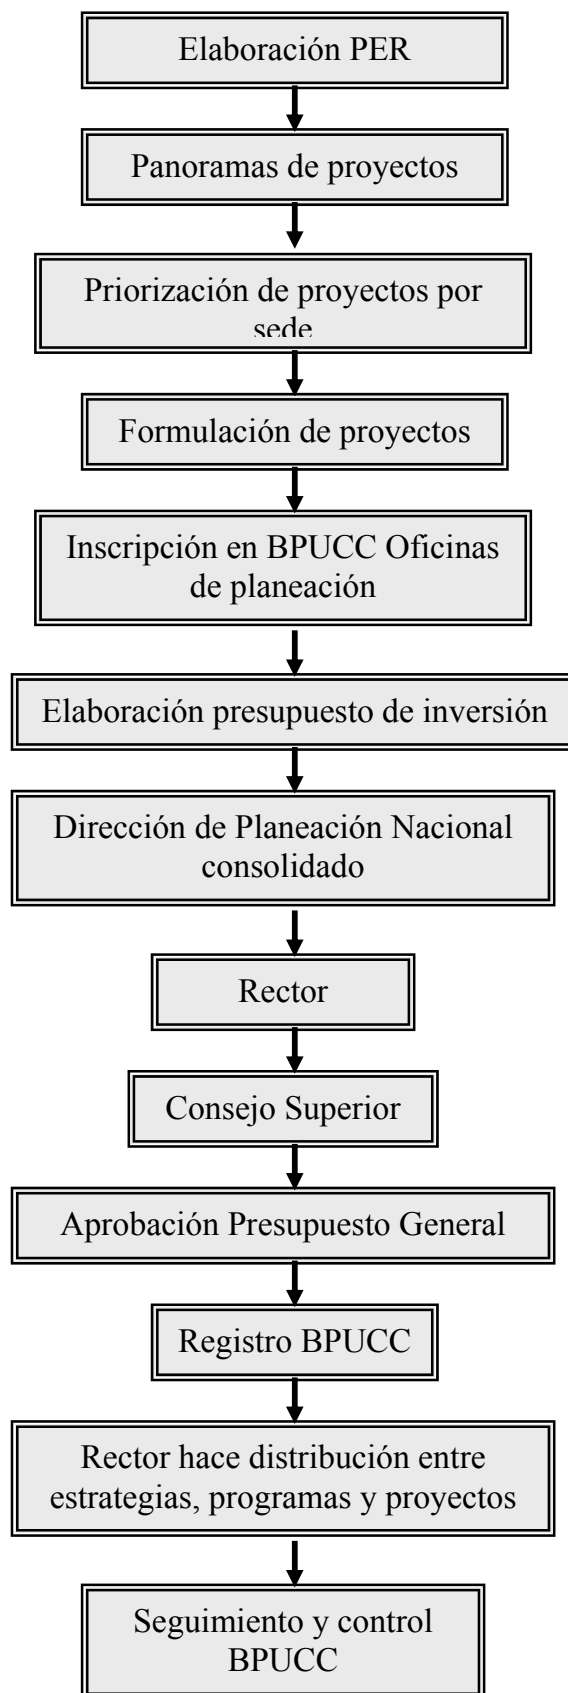 Elaboración PER
Panoramas de proyectos
Priorización de proyectos por
sede
Formulación de proyectos
Inscripción en BPUCC Oficinas
de planeación
Elaboración presupuesto de inversión
Dirección de Planeación Nacional
consolidado
Rector
Consejo Superior
Aprobación Presupuesto General
Registro BPUCC
Rector hace distribución entre
estrategias, programas y proyectos
Seguimiento y control
BPUCC